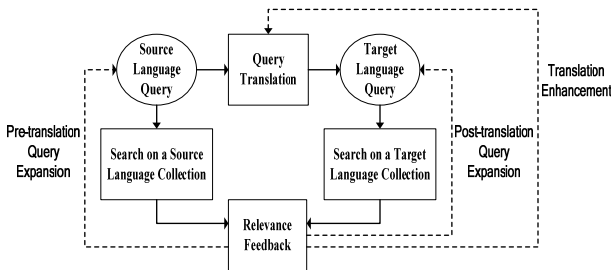 Source
Language
Query
Query
Translation
Target
Language
Query
Translation
Enhancement
Pre-translation
Query
Expansion
Search on a Source
Language Collection
Search on a Target
Language Collection
Post-translation
Query
Expansion
Relevance
Feedback